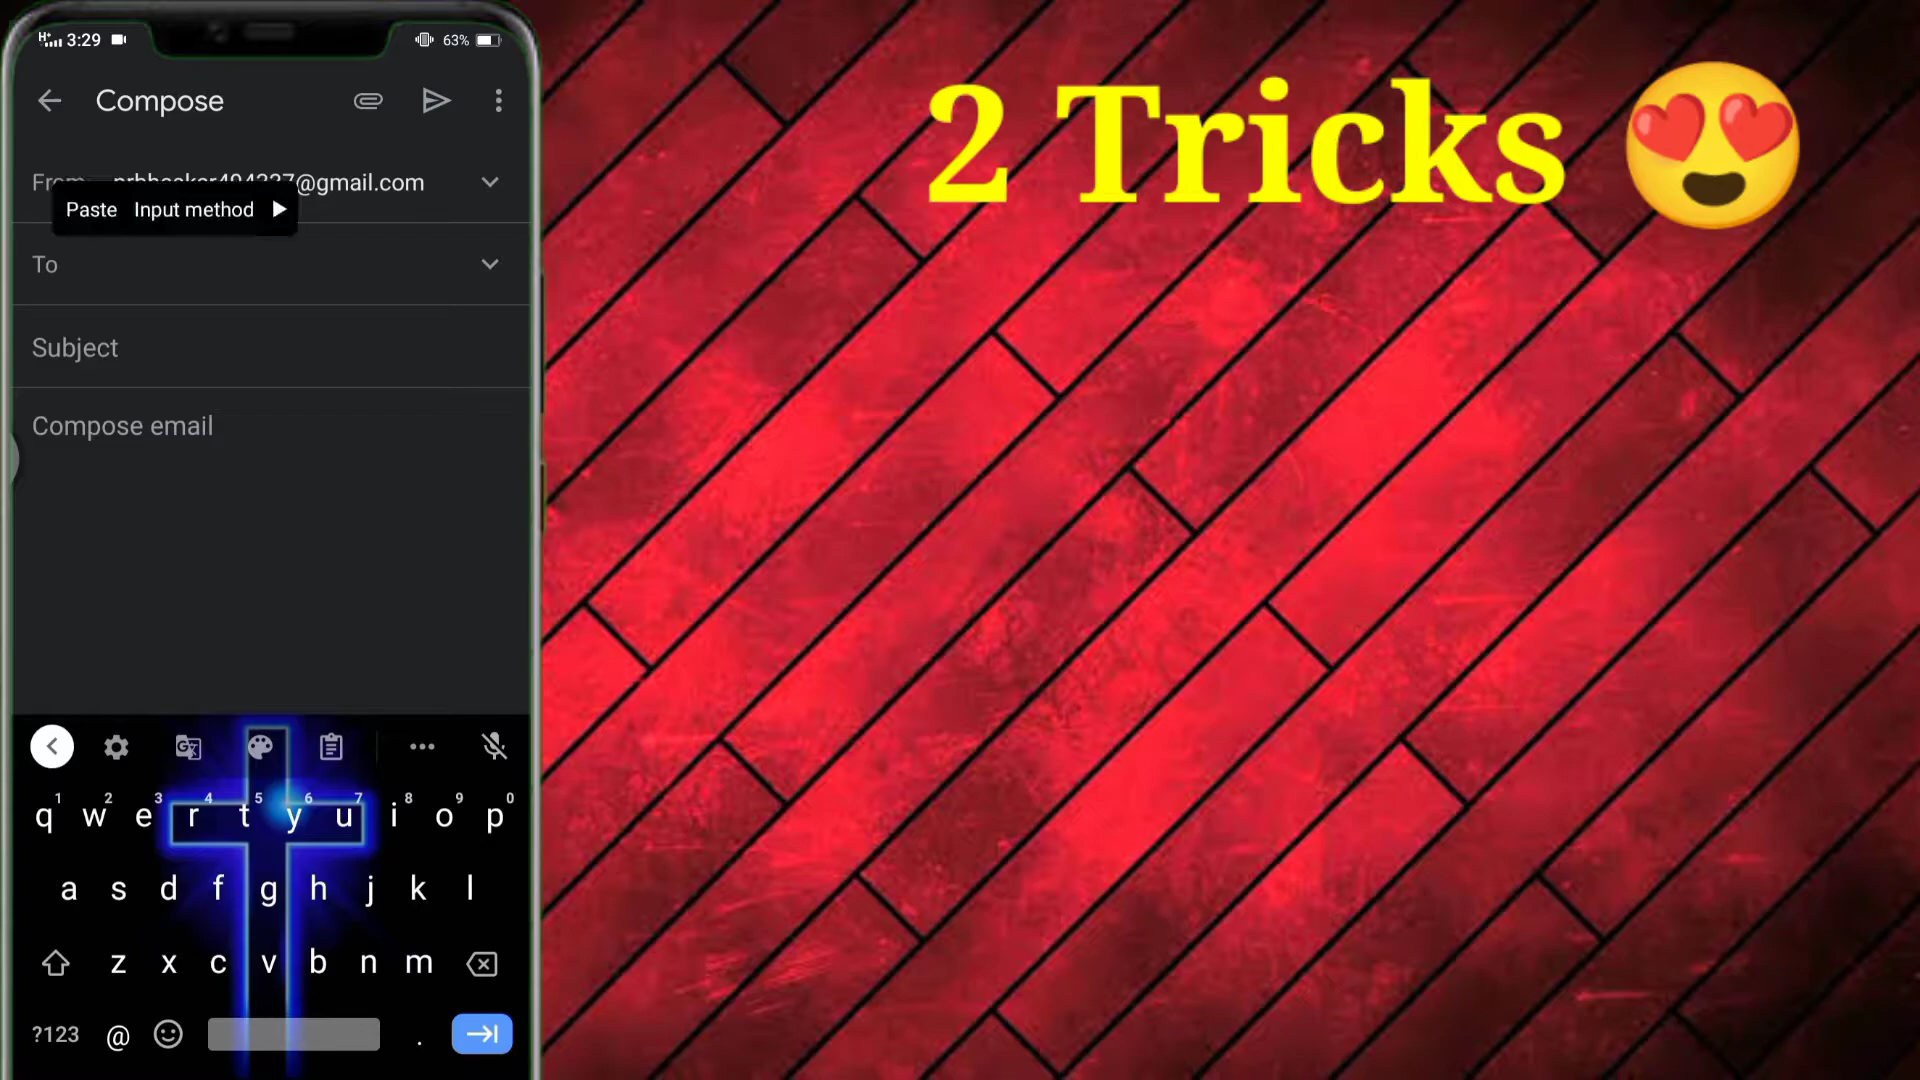 3:29
63%
Compose
2 Tricks 😍
@gmail.com
Paste Input method
To
Subject
Compose email
1 2 3 4 5 6 7 8 9 0
q w e r t y u i o p
a s d f g h j k l
z x c v b n m
?123 @ .